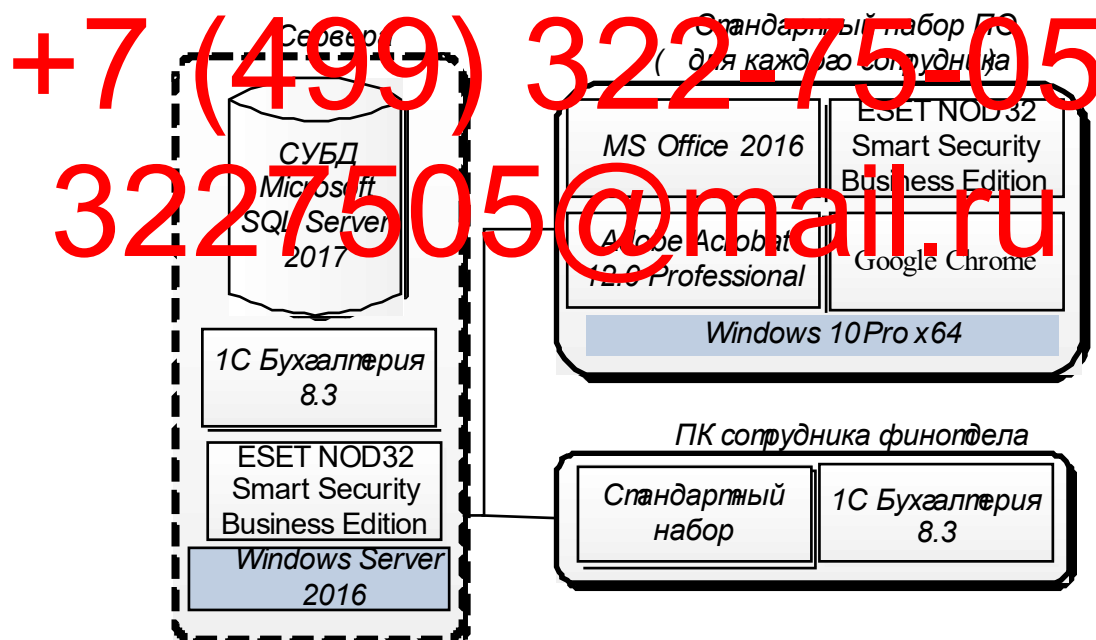 +7 (499) 322-75-05
3227505@mail.ru
Сервера
СУБД
Microsoft
SQL Server
2017
1С Бухгалтерия
8.3
ESET NOD32
Smart Security
Business Edition
Windows Server
2016
Стандартный набор ПО
( для каждого сотрудника)
MS Office 2016
ESET NOD32
Smart Security
Business Edition
Adobe Acrobat
12.0 Professional
Google Chrome
Windows 10 Pro x64
ПК сотрудника финотдела
Стандартный
набор
1С Бухгалтерия
8.3